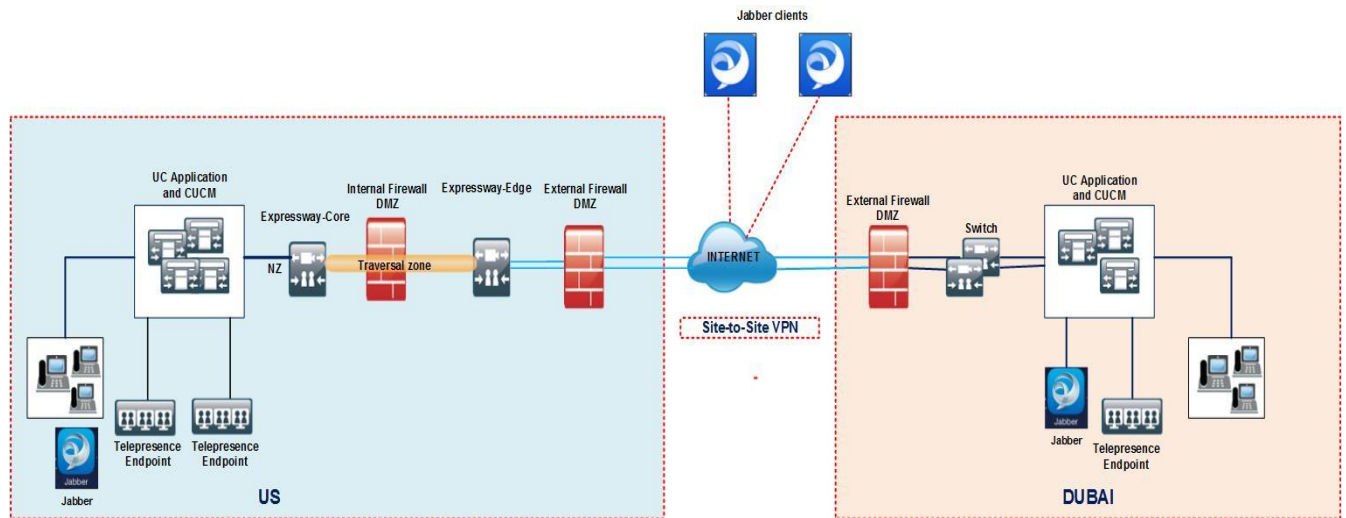 Jabber clients
UC Application
and CUCM
Expressway-Core
Internal Firewall
DMZ
Expressway-Edge
External Firewall
DMZ
NZ
Traversal zone
INTERNET
Site-to-Site VPN
External Firewall
DMZ
Switch
UC Application
and CUCM
Telepresence
Endpoint
Telepresence
Endpoint
Jabber
Jabber
US
Jabber
Jabber
Telepresence
Endpoint
DUBAI